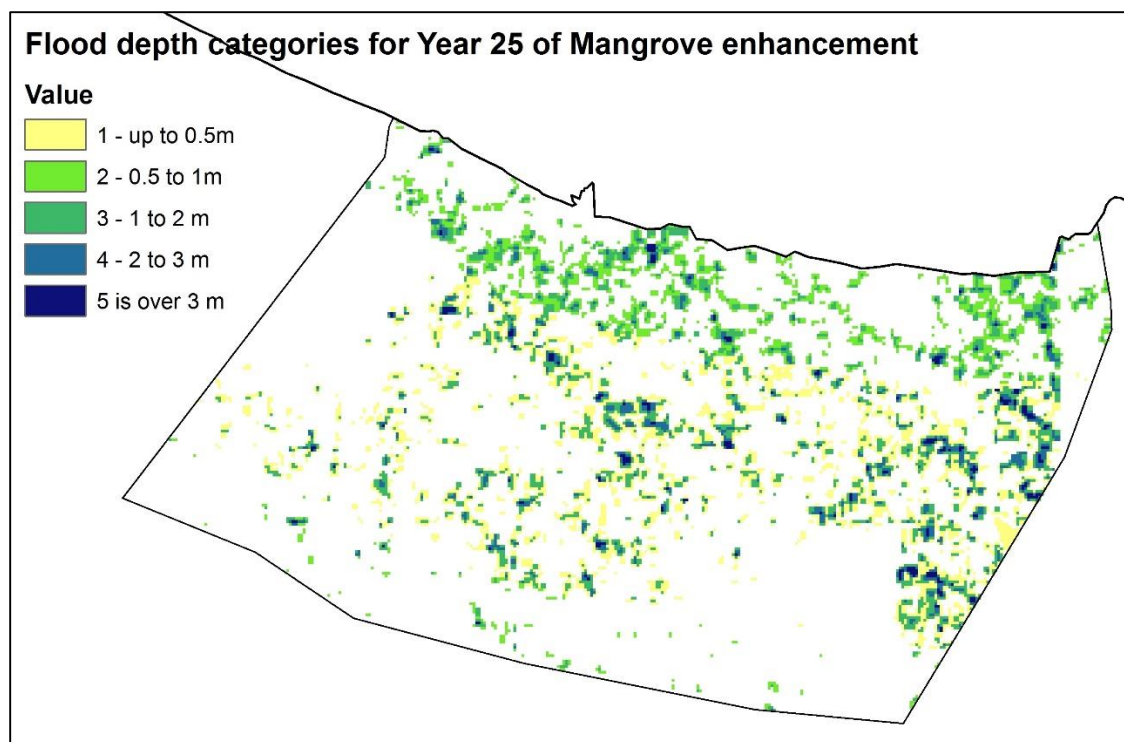 Flood depth categories for Year 25 of Mangrove enhancement
Value
1 - up to 0.5m
2 - 0.5 to 1m
3 - 1 to 2 m
4 - 2 to 3 m
5 is over 3 m